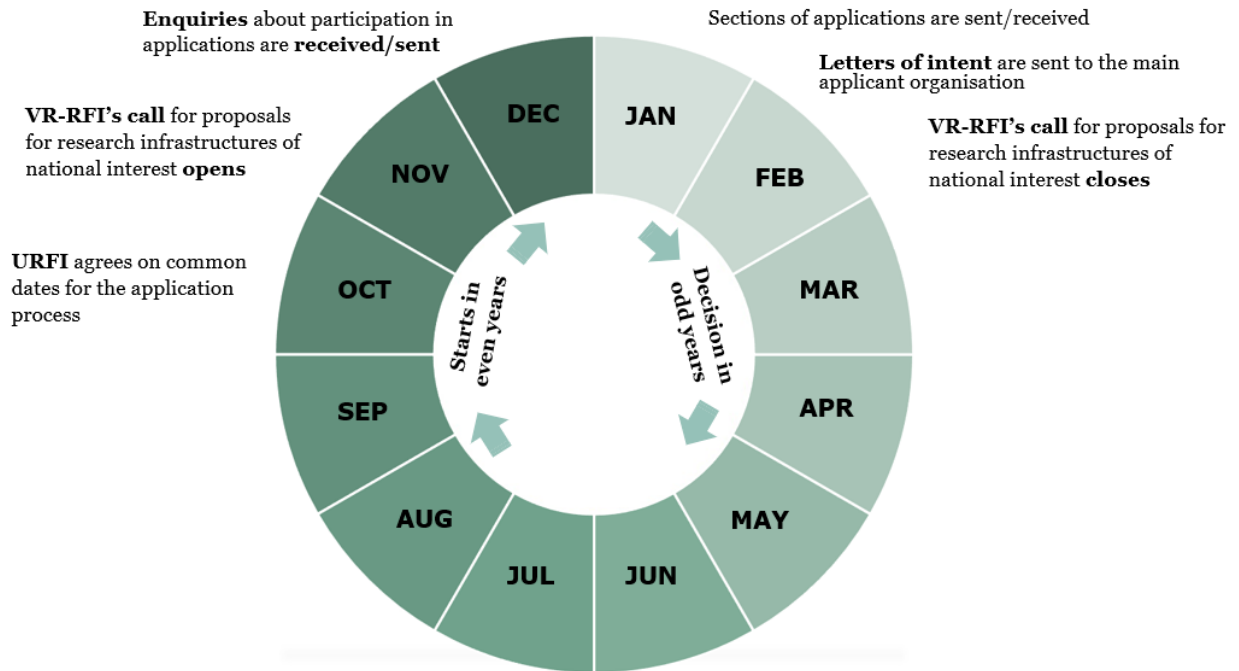 Enquiries about participation in
applications are received/sent
Sections of applications are sent/received
Letters of intent are sent to the main
applicant organisation
VR-RFI's call for proposals
for research infrastructures of
national interest opens
VR-RFI's call for proposals for
research infrastructures of
national interest closes
URFI agrees on common
dates for the application
process
JAN
FEB
MAR
APR
MAY
JUN
JUL
AUG
SEP
OCT
NOV
DEC
Starts in
even years
Decision in
odd years